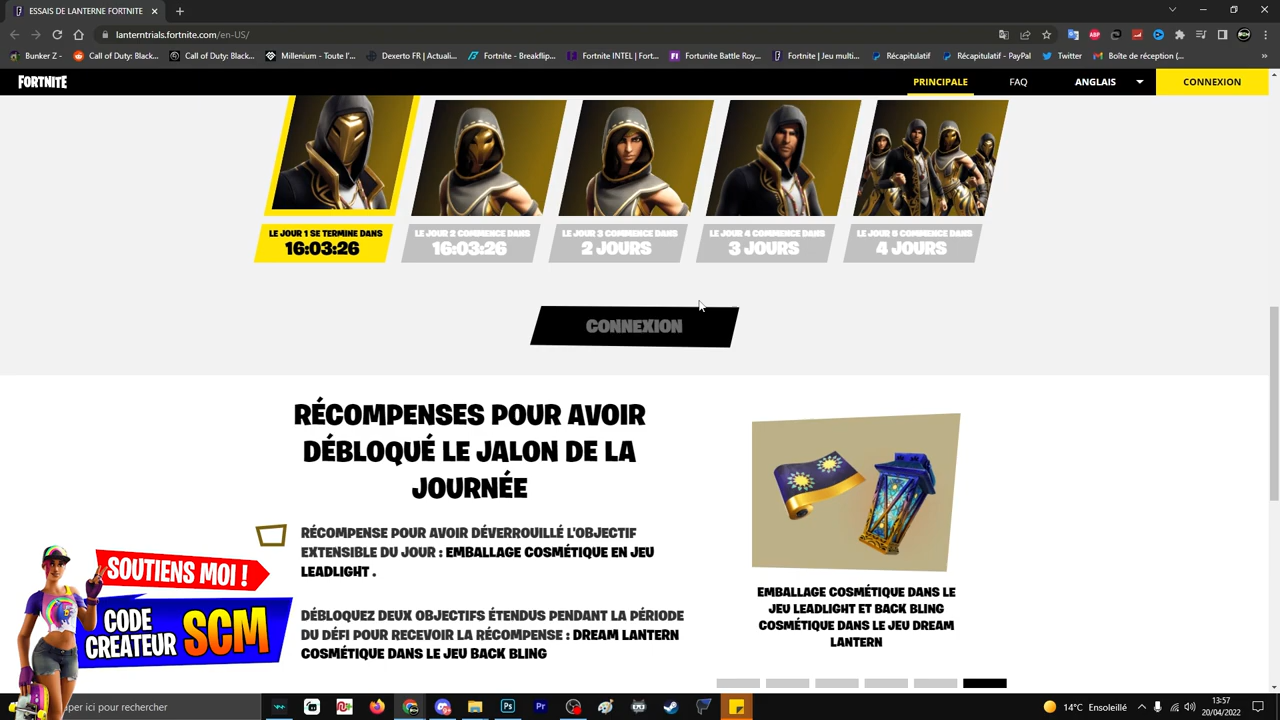 ESSAIS DE LANTERNE FORTNITE
lanterntrials.fortnite.com/en-US/
Bunker Z -
Call of Duty: Black...
Call of Duty: Black...
Millenium - Toute l'...
Dexerto FR | Actuali...
Fortnite - Breakflip...
Fortnite INTEL | Fort...
Fortunite Battle Roy...
Fortnite | Jeu multi...
Récapitulatif
Récapitulatif - PayPal
Twitter
Boîte de réception (...
»
FORTNITE
PRINCIPALE
FAQ
ANGLAIS
CONNEXION
LE JOUR 1 SE TERMINE DANS
16:03:26
LE JOUR 2 COMMENCE DANS
16:03:26
LE JOUR 3 COMMENCE DANS
2 JOURS
LE JOUR 4 COMMENCE DANS
3 JOURS
LE JOUR 5 COMMENCE DANS
4 JOURS
CONNEXION
RÉCOMPENSES POUR AVOIR
DÉBLOQUÉ LE JALON DE LA
JOURNÉE
RÉCOMPENSE POUR AVOIR DÉVERROUILLÉ L'OBJECTIF
EXTENSIBLE DU JOUR : EMBALLAGE COSMÉTIQUE EN JEU
LEADLIGHT .
DÉBLOQUEZ DEUX OBJECTIFS ÉTENDUS PENDANT LA PÉRIODE
DU DÉFI POUR RECEVOIR LA RÉCOMPENSE : DREAM LANTERN
COSMÉTIQUE DANS LE JEU BACK BLING
EMBALLAGE COSMÉTIQUE DANS LE
JEU LEADLIGHT ET BACK BLING
COSMÉTIQUE DANS LE JEU DREAM
LANTERN
SOUTIENS MOI !
CODE
CREATEUR SCM
per ici pour rechercher
14°C Ensoleillé
13:57
20/04/2022